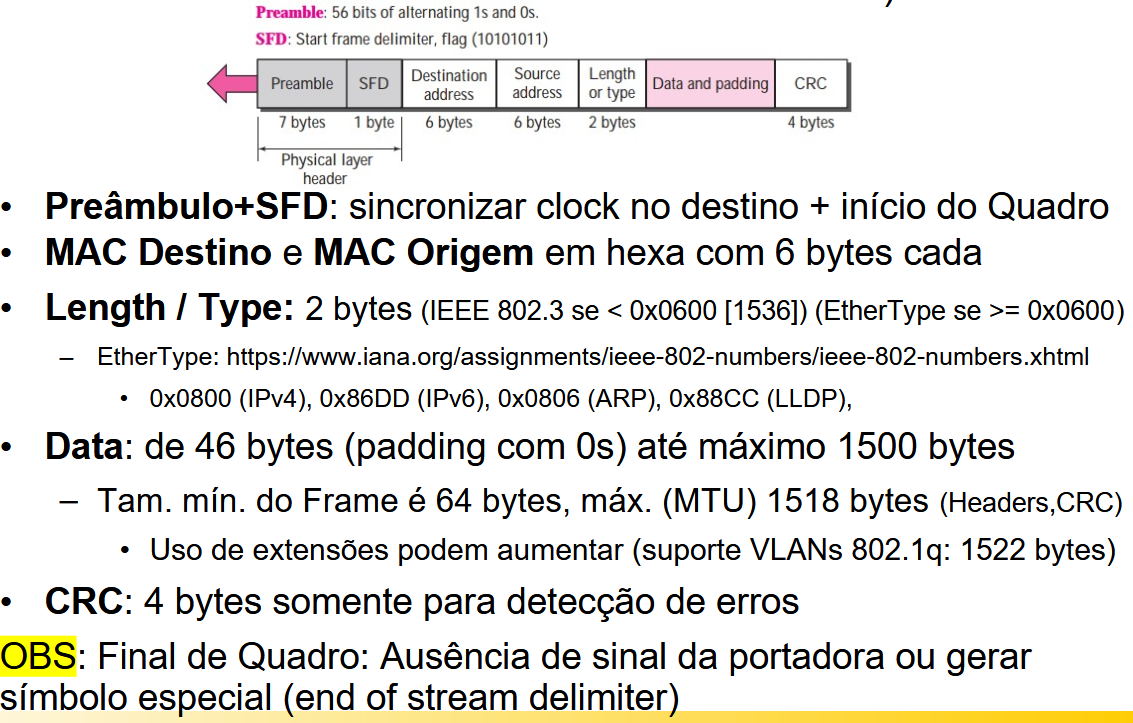 Preamble: 56 bits of alternating 1s and 0s.
SFD: Start frame delimiter, flag (10101011)
Preamble SFD Destination address Source address Length or type Data and padding CRC
7 bytes 1 byte 6 bytes 6 bytes 2 bytes 4 bytes
Physical layer header
• Preâmbulo+SFD: sincronizar clock no destino + início do Quadro
• MAC Destino e MAC Origem em hexa com 6 bytes cada
• Length / Type: 2 bytes (IEEE 802.3 se < 0x0600 [1536]) (EtherType se >= 0x0600)
– EtherType: https://www.iana.org/assignments/ieee-802-numbers/ieee-802-numbers.xhtml
• 0x0800 (IPv4), 0x86DD (IPv6), 0x0806 (ARP), 0x88CC (LLDP),
• Data: de 46 bytes (padding com 0s) até máximo 1500 bytes
– Tam. mín. do Frame é 64 bytes, máx. (MTU) 1518 bytes (Headers,CRC)
• Uso de extensões podem aumentar (suporte VLANs 802.1q: 1522 bytes)
• CRC: 4 bytes somente para detecção de erros
OBS: Final de Quadro: Ausência de sinal da portadora ou gerar
símbolo especial (end of stream delimiter)